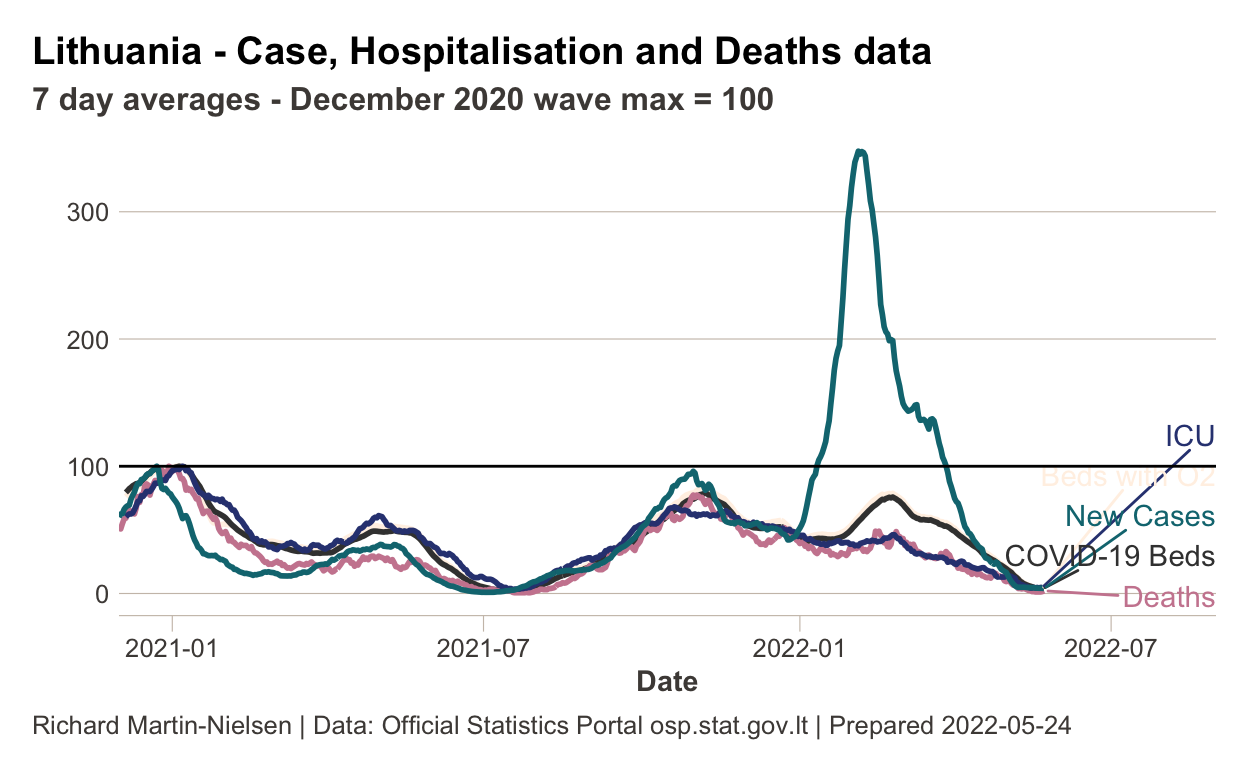 Lithuania - Case, Hospitalisation and Deaths data
7 day averages - December 2020 wave max = 100
300
200
100
0
ICU
Beds with O2
New Cases
COVID-19 Beds
Deaths
2021-01
2021-07
2022-01
2022-07
Date
Richard Martin-Nielsen | Data: Official Statistics Portal osp.stat.gov.lt | Prepared 2022-05-24